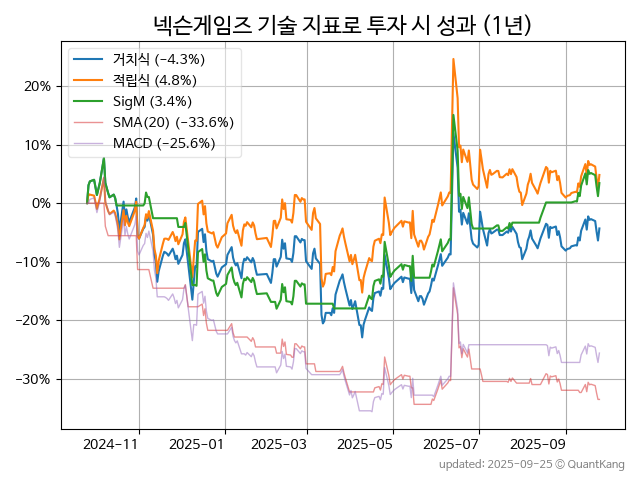 넥슨게임즈 기술 지표로 투자 시 성과 (1년)
거치식 (−4.3%)
적립식 (4.8%)
SigM (3.4%)
SMA(20) (−33.6%)
MACD (−25.6%)
20%
10%
0%
−10%
−20%
−30%
2024-11 2025-01 2025-03 2025-05 2025-07 2025-09
updated: 2025-09-25 © QuantKang